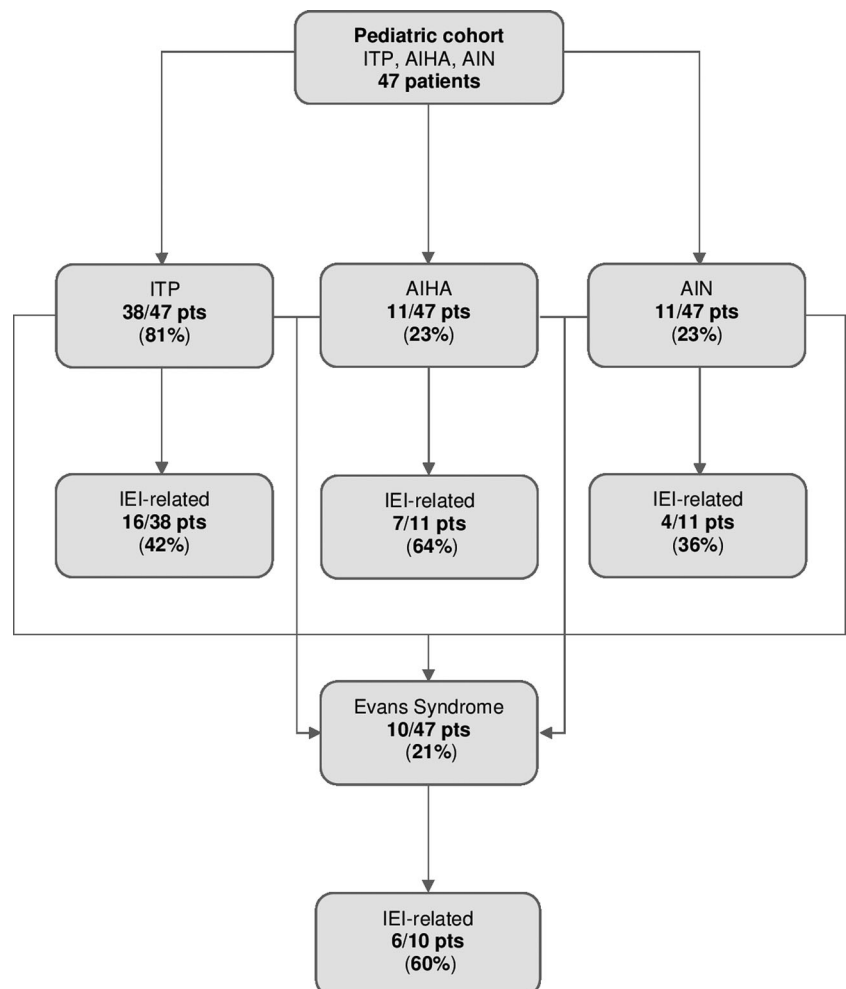 Pediatric cohort
ITP, AIHA, AIN
47 patients
ITP
38/47 pts
(81%)
AIHA
11/47 pts
(23%)
AIN
11/47 pts
(23%)
IEI-related
16/38 pts
(42%)
IEI-related
7/11 pts
(64%)
IEI-related
4/11 pts
(36%)
Evans Syndrome
10/47 pts
(21%)
IEI-related
6/10 pts
(60%)